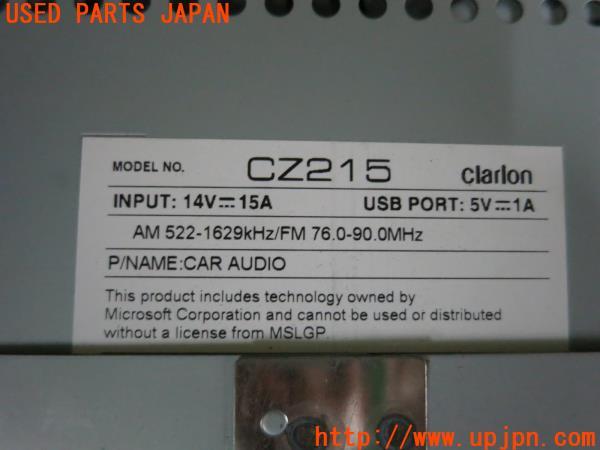 USED PARTS JAPAN
MODEL NO. CZ215 Clarion
INPUT: 14V⎓15A USB PORT: 5V⎓1A
AM 522-1629kHz/FM 76.0-90.0MHz
P/NAME:CAR AUDIO
This product includes technology owned by
Microsoft Corporation and cannot be used or distributed
without a license from MSLGP.
http://www.upjpn.com/